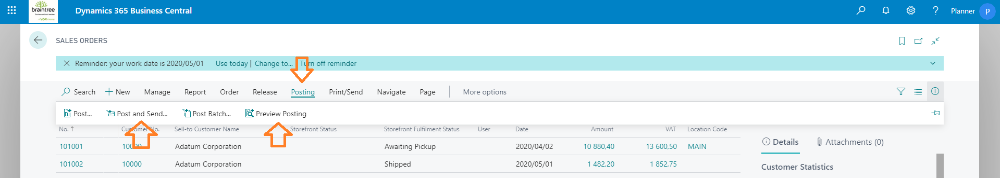 braintree
Dynamics 365 Business Central
Planner P
SALES ORDERS
Reminder: your work date is 2020/05/01 Use today | Change to... Turn off reminder
Search New Manage Report Order Release Posting Print/Send Navigate Page More options
Post... Post and Send... Post Batch... Preview Posting
No. ↑ Customer No. Sell-to Customer Name Storefront Status Storefront Fulfilment Status User Date Amount VAT Location Code
101001 10000 Adatum Corporation Awaiting Pickup 2020/04/02 10 880,40 13 600,50 MAIN
Details Attachments (0)
101002 10000 Adatum Corporation Shipped 2020/05/01 1 482,20 1 852,75
Customer Statistics